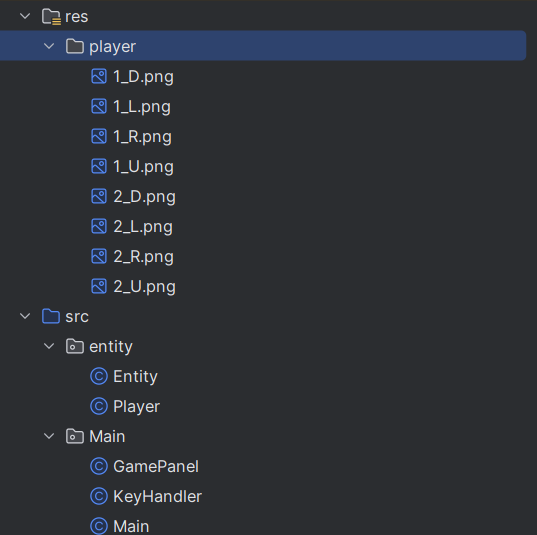 res
player
1_D.png
1_L.png
1_R.png
1_U.png
2_D.png
2_L.png
2_R.png
2_U.png
src
entity
C Entity
C Player
Main
C GamePanel
C KeyHandler
C Main